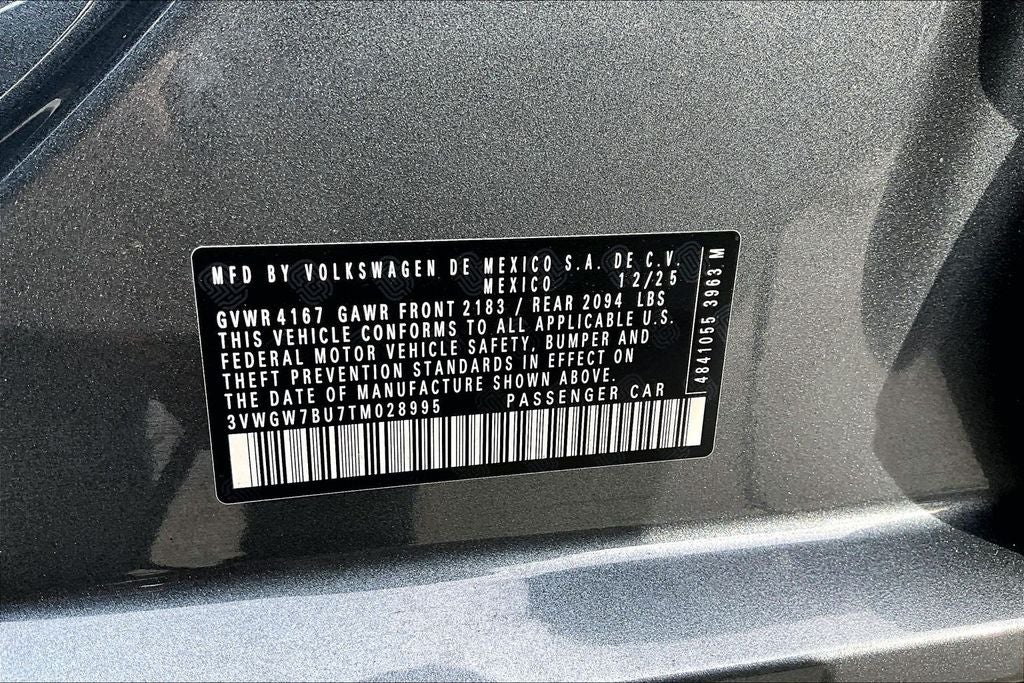 MFD BY VOLKSWAGEN DE MEXICO S.A. DE C.V.
MEXICO 12/25
GVWR 4167 GAWR FRONT 2183 / REAR 2094 LBS
THIS VEHICLE CONFORMS TO ALL APPLICABLE U.S.
FEDERAL MOTOR VEHICLE SAFETY, BUMPER AND
THEFT PREVENTION STANDARDS IN EFFECT ON
THE DATE OF MANUFACTURE SHOWN ABOVE.
3VWGW7BU7TM028995 PASSENGER CAR
4841065 3963 M